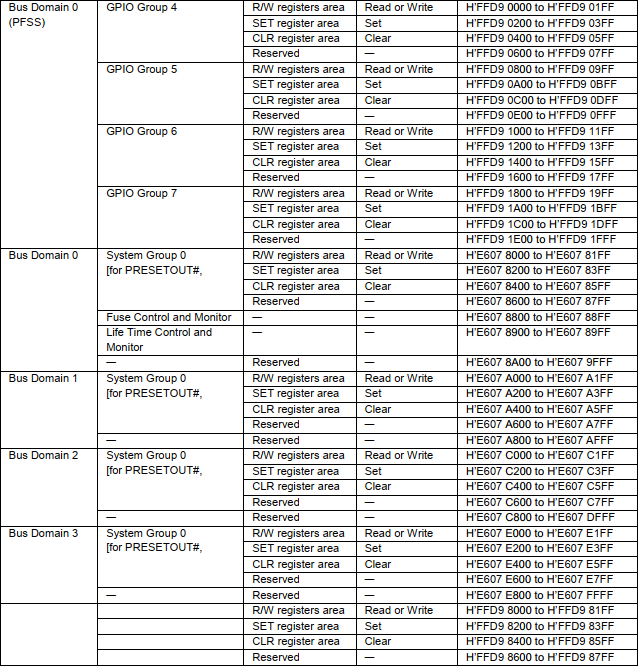 Bus Domain 0 GPIO Group 4 R/W registers area Read or Write H’FFD9 0000 to H’FFD9 01FF
(PFSS) SET register area Set H’FFD9 0200 to H’FFD9 03FF
CLR registers area Clear H’FFD9 0400 to H’FFD9 05FF
Reserved — H’FFD9 0600 to H’FFD9 07FF
GPIO Group 5 R/W registers area Read or Write H’FFD9 0800 to H’FFD9 09FF
SET register area Set H’FFD9 0A00 to H’FFD9 0BFF
CLR register area Clear H’FFD9 0C00 to H’FFD9 0DFF
Reserved — H’FFD9 0E00 to H’FFD9 0FFF
GPIO Group 6 R/W registers area Read or Write H’FFD9 1000 to H’FFD9 11FF
SET register area Set H’FFD9 1200 to H’FFD9 13FF
CLR register area Clear H’FFD9 1400 to H’FFD9 15FF
Reserved — H’FFD9 1600 to H’FFD9 17FF
GPIO Group 7 R/W registers area Read or Write H’FFD9 1800 to H’FFD9 19FF
SET register area Set H’FFD9 1A00 to H’FFD9 1BFF
CLR register area Clear H’FFD9 1C00 to H’FFD9 1DFF
Reserved — H’FFD9 1E00 to H’FFD9 1FFF
Bus Domain 0 System Group 0 R/W registers area Read or Write H’E607 8000 to H’E607 81FF
[for PRESETOUT#, SET register area Set H’E607 8200 to H’E607 83FF
CLR register area Clear H’E607 8400 to H’E607 85FF
Reserved — H’E607 8600 to H’E607 87FF
Fuse Control and Monitor — — H’E607 8800 to H’E607 88FF
Life Time Control and — — H’E607 8900 to H’E607 89FF
Monitor
— Reserved — H’E607 8A00 to H’E607 9FFF
Bus Domain 1 System Group 0 R/W registers area Read or Write H’E607 A000 to H’E607 A1FF
[for PRESETOUT#, SET register area Set H’E607 A200 to H’E607 A3FF
CLR register area Clear H’E607 A400 to H’E607 A5FF
Reserved — H’E607 A600 to H’E607 A7FF
— Reserved — H’E607 A800 to H’E607 AFFF
Bus Domain 2 System Group 0 R/W registers area Read or Write H’E607 C000 to H’E607 C1FF
[for PRESETOUT#, SET register area Set H’E607 C200 to H’E607 C3FF
CLR register area Clear H’E607 C400 to H’E607 C5FF
Reserved — H’E607 C600 to H’E607 C7FF
— Reserved — H’E607 C800 to H’E607 DFFF
Bus Domain 3 System Group 0 R/W registers area Read or Write H’E607 E000 to H’E607 E1FF
[for PRESETOUT#, SET register area Set H’E607 E200 to H’E607 E3FF
CLR register area Clear H’E607 E400 to H’E607 E5FF
Reserved — H’E607 E600 to H’E607 E7FF
— Reserved — H’E607 E800 to H’E607 FFFF
R/W registers area Read or Write H’FFD9 8000 to H’FFD9 81FF
SET register area Set H’FFD9 8200 to H’FFD9 83FF
CLR register area Clear H’FFD9 8400 to H’FFD9 85FF
Reserved — H’FFD9 8600 to H’FFD9 87FF